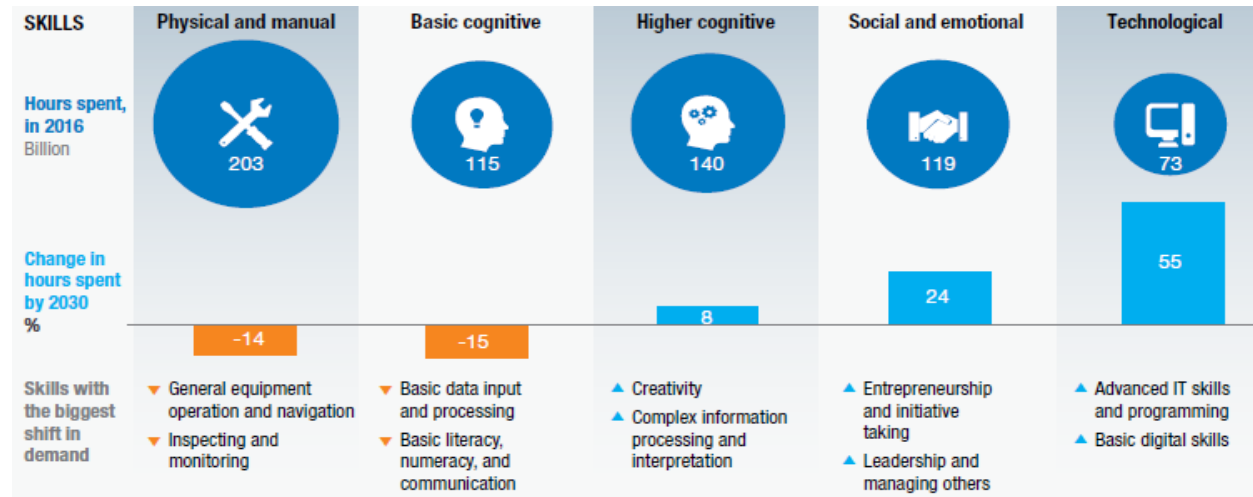 SKILLS
Physical and manual
Basic cognitive
Higher cognitive
Social and emotional
Technological
Hours spent,
in 2016
Billion
203
115
140
119
73
Change in
hours spent
by 2030
%
-14
-15
8
24
55
Skills with
the biggest
shift in
demand
General equipment
operation and navigation
Inspecting and
monitoring
Basic data input
and processing
Basic literacy,
numeracy, and
communication
Creativity
Complex information
processing and
interpretation
Entrepreneurship
and initiative
taking
Leadership and
managing others
Advanced IT skills
and programming
Basic digital skills